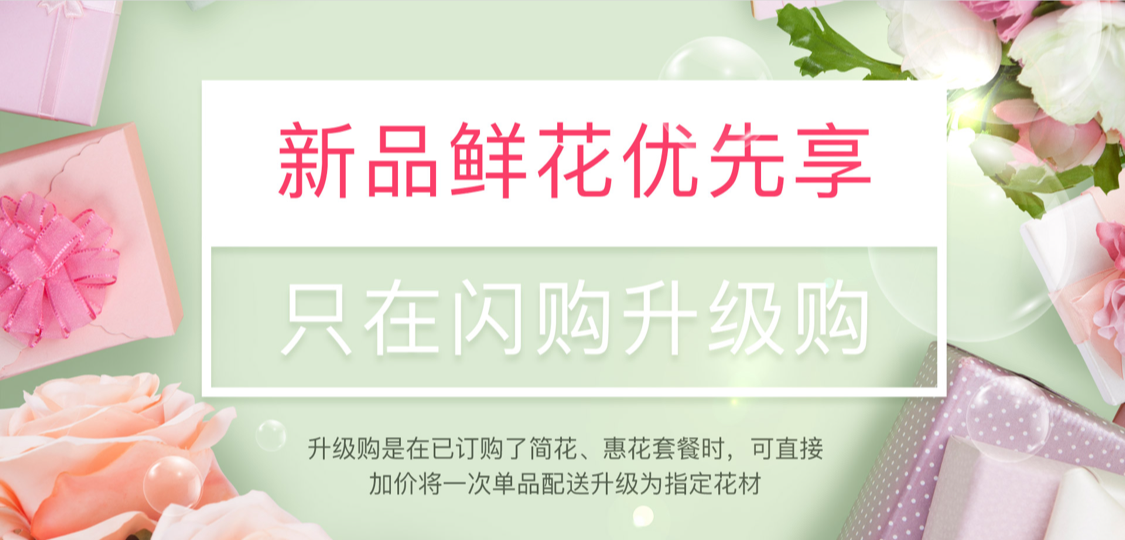 新品鲜花优先享
只在闪购升级购
升级购是在已订购了简花、惠花套餐时，可直接
加价将一次单品配送升级为指定花材